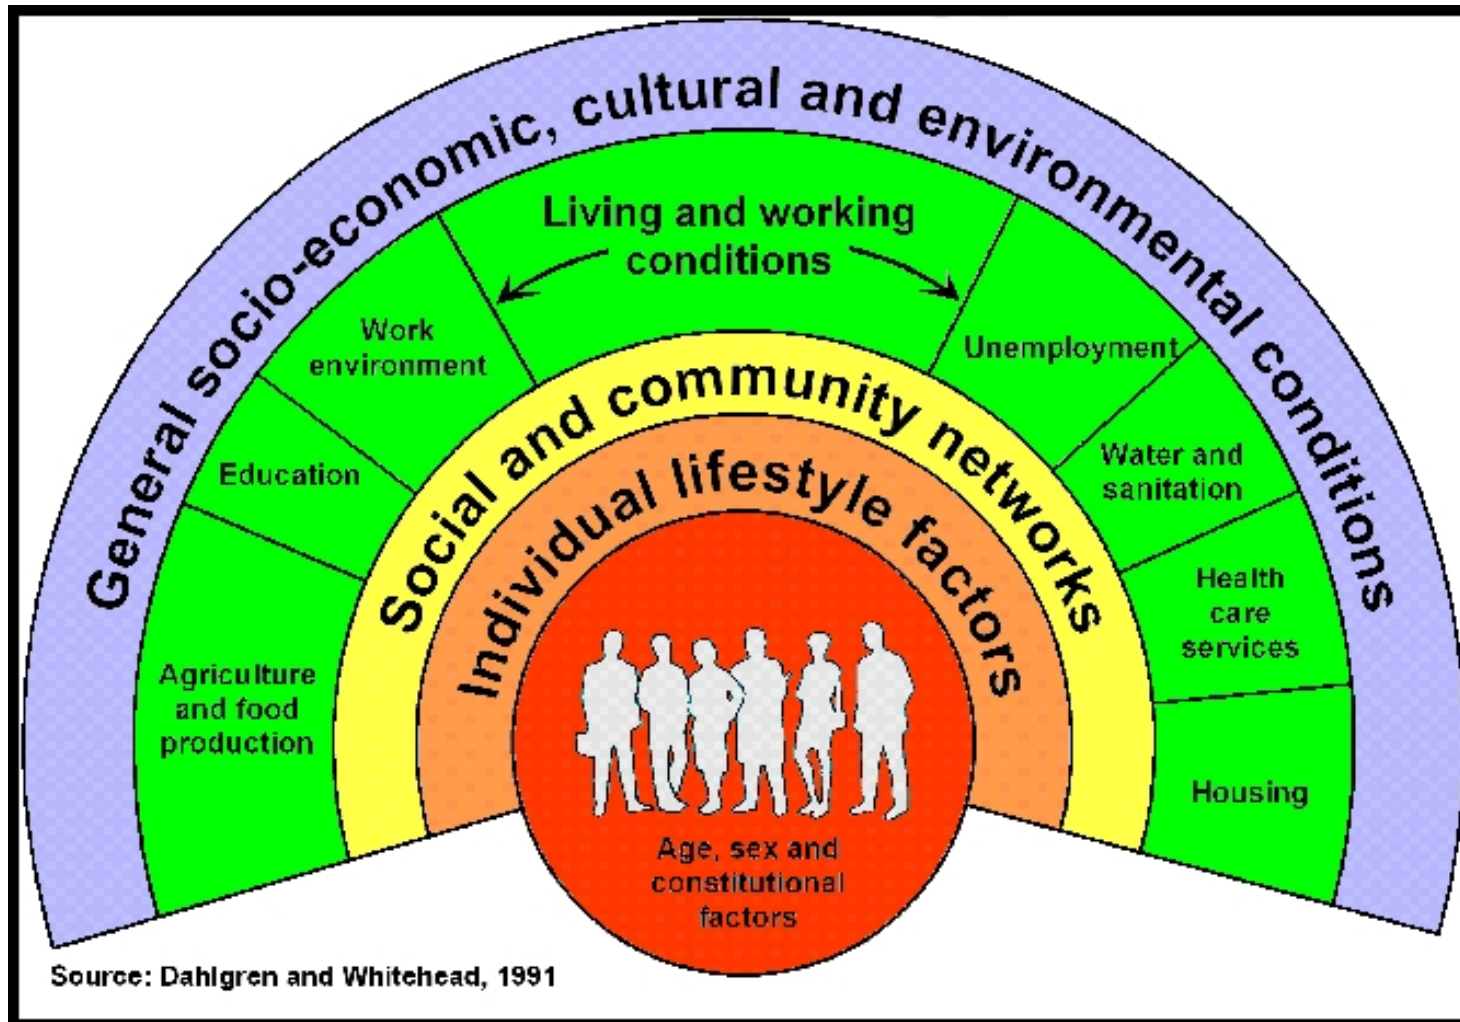 General socio-economic, cultural and environmental conditions
Living and working
conditions
Work
environment
Unemployment
Education
Water and
sanitation
Agriculture
and food
production
Health
care
services
Housing
Social and community networks
Individual lifestyle factors
Age, sex and
constitutional
factors
Source: Dahlgren and Whitehead, 1991